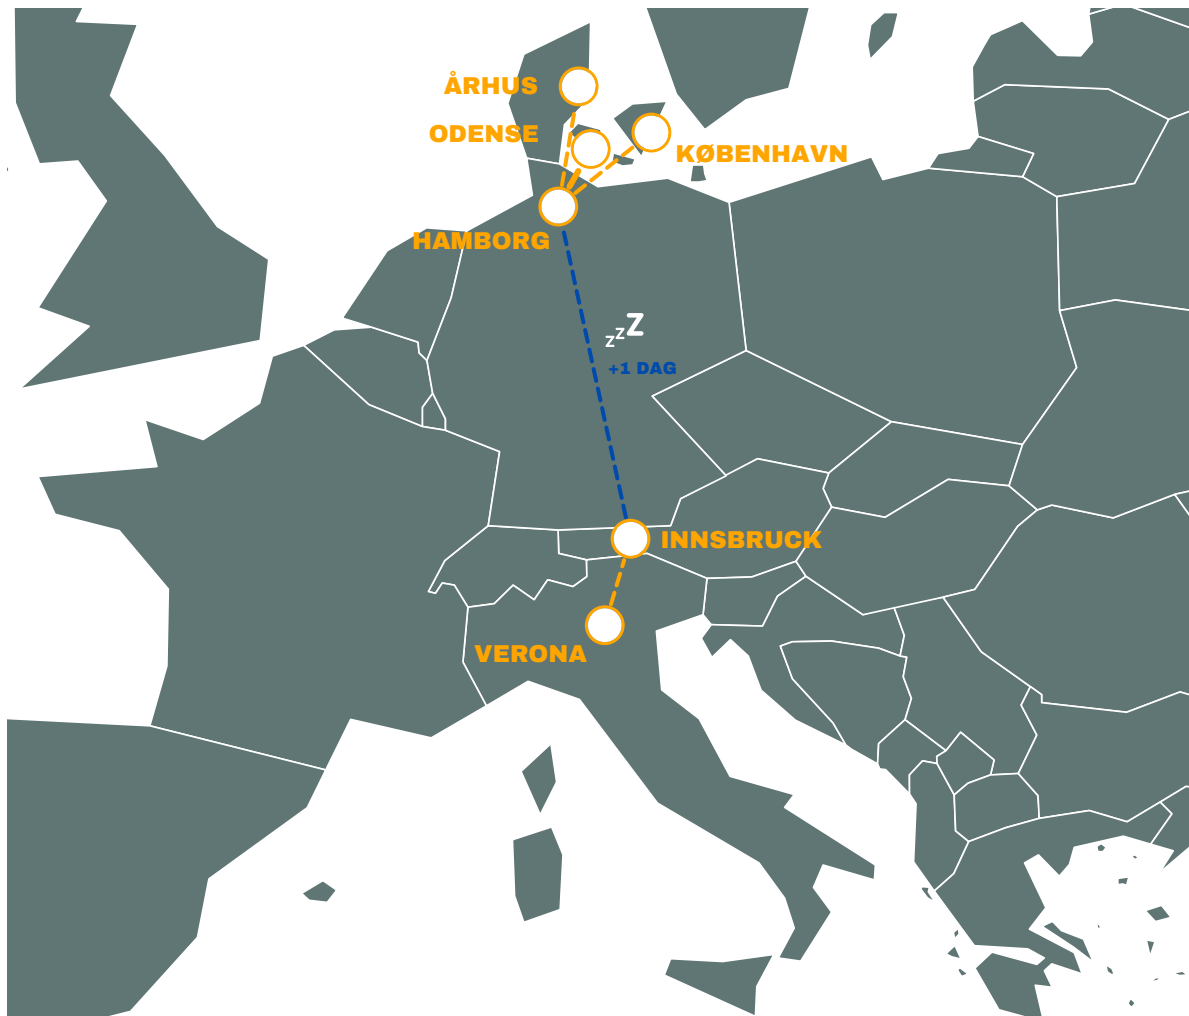 ÅRHUS
ODENSE
KØBENHAVN
HAMBORG
zzZ
+1 DAG
INNSBRUCK
VERONA